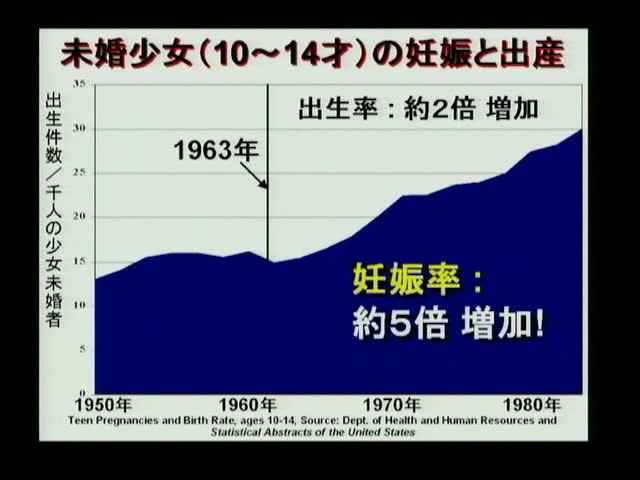 未婚少女(10～14才)の妊娠と出産
出生件数/千人の少女未婚者
35
30
25
20
15
10
5
0
出生率：約2倍 増加
1963年
妊娠率：
約5倍 増加!
1950年 1960年 1970年 1980年
Teen Pregnancies and Birth Rate, ages 10-14, Source: Dept. of Health and Human Resources and
Statistical Abstracts of the United States